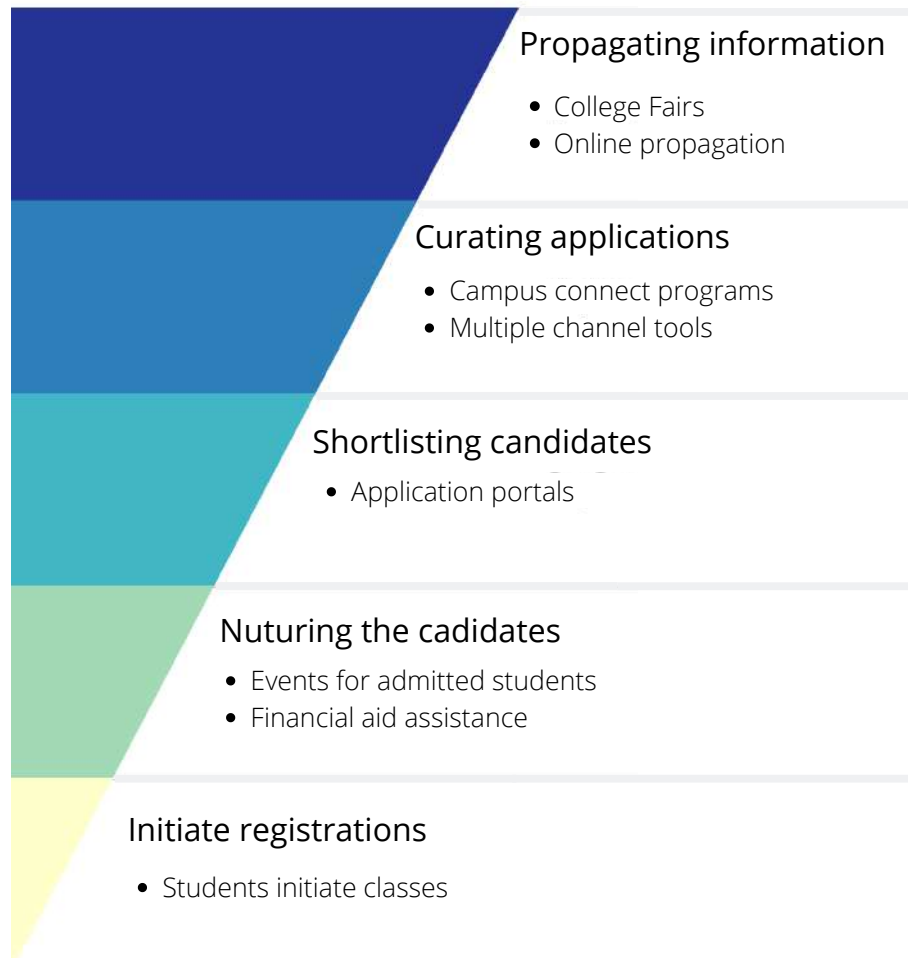 Propagating information
• College Fairs
• Online propagation
Curating applications
• Campus connect programs
• Multiple channel tools
Shortlisting candidates
• Application portals
Nuturing the cadidates
• Events for admitted students
• Financial aid assistance
Initiate registrations
• Students initiate classes